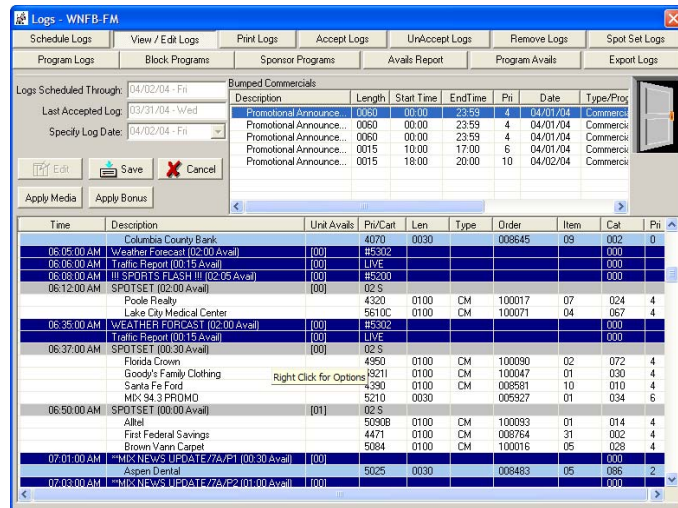 Logs - WNFB-FM
Schedule Logs View / Edit Logs Print Logs Accept Logs UnAccept Logs Remove Logs Spot Set Logs
Program Logs Block Programs Sponsor Programs Avails Report Program Avails Export Logs
Logs Scheduled Through: 04/02/04 - Fri
Last Accepted Log: 03/31/04 - Wed
Specify Log Date: 04/02/04 - Fri
Edit Save Cancel
Apply Media Apply Bonus
Bumped Commercials
Description Length Start Time EndTime Pri Date Type/Prog
Promotional Announce... 0060 00:00 23:59 4 04/01/04 Commercia
Promotional Announce... 0060 00:00 23:59 4 04/01/04 Commercia
Promotional Announce... 0060 00:00 23:59 4 04/01/04 Commercia
Promotional Announce... 0015 10:00 17:00 6 04/01/04 Commercia
Promotional Announce... 0015 18:00 20:00 10 04/02/04 Commercia
Time Description Unit Avails Pri/Cart Len Type Order Item Cat Pri
Columbia County Bank 4070 0030 008645 09 002 0
06:05:00 AM Weather Forecast (02:00 Avail) [00] #5302 000
06:06:00 AM Traffic Report (00:15 Avail) [00] LIVE 000
06:08:00 AM !!! SPORTS FLASH !!! (02:05 Avail) [00] #5200 000
06:12:00 AM SPOTSET (02:00 Avail) [00] 02 S
Poole Realty 4320 0100 CM 100017 07 024 4
Lake City Medical Center 5610C 0100 CM 100071 04 067 4
06:35:00 AM WEATHER FORCAST (02:00 Avail) [00] #5302 000
Traffic Report (00:15 Avail) [00] LIVE 000
06:37:00 AM SPOTSET (00:30 Avail) [00] 02 S
Florida Crown 4950 0100 CM 100090 02 072 4
Goody's Family Clothing 0100 CM 100047 01 030 4
Right Click for Options
Santa Fe Ford 4390 0100 CM 008581 10 010 4
MIX 94.3 PROMO 5210 0030 005927 01 034 6
06:50:00 AM SPOTSET (00:00 Avail) [01] 02 S
Alltel 5090B 0100 CM 100093 01 014 4
First Federal Savings 4471 0100 CM 008764 31 002 4
Brown Vann Carpet 5084 0100 CM 100016 05 028 4
07:01:00 AM **MIX NEWS UPDATE/7A/P1 (00:30 Avail) [00] 000
Aspen Dental 5025 0030 008483 05 086 2
07:03:00 AM **MIX NEWS UPDATE/7A/P2 (01:00 Avail) [00] 000